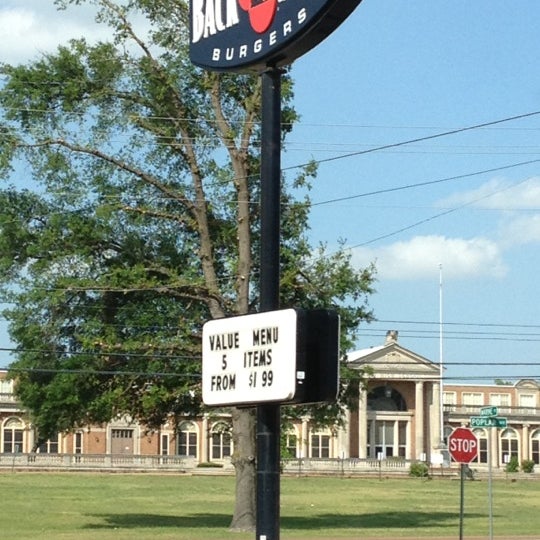 BACK
BURGERS
VALUE MENU
5 ITEMS
FROM $1 99
STOP
POPLAR